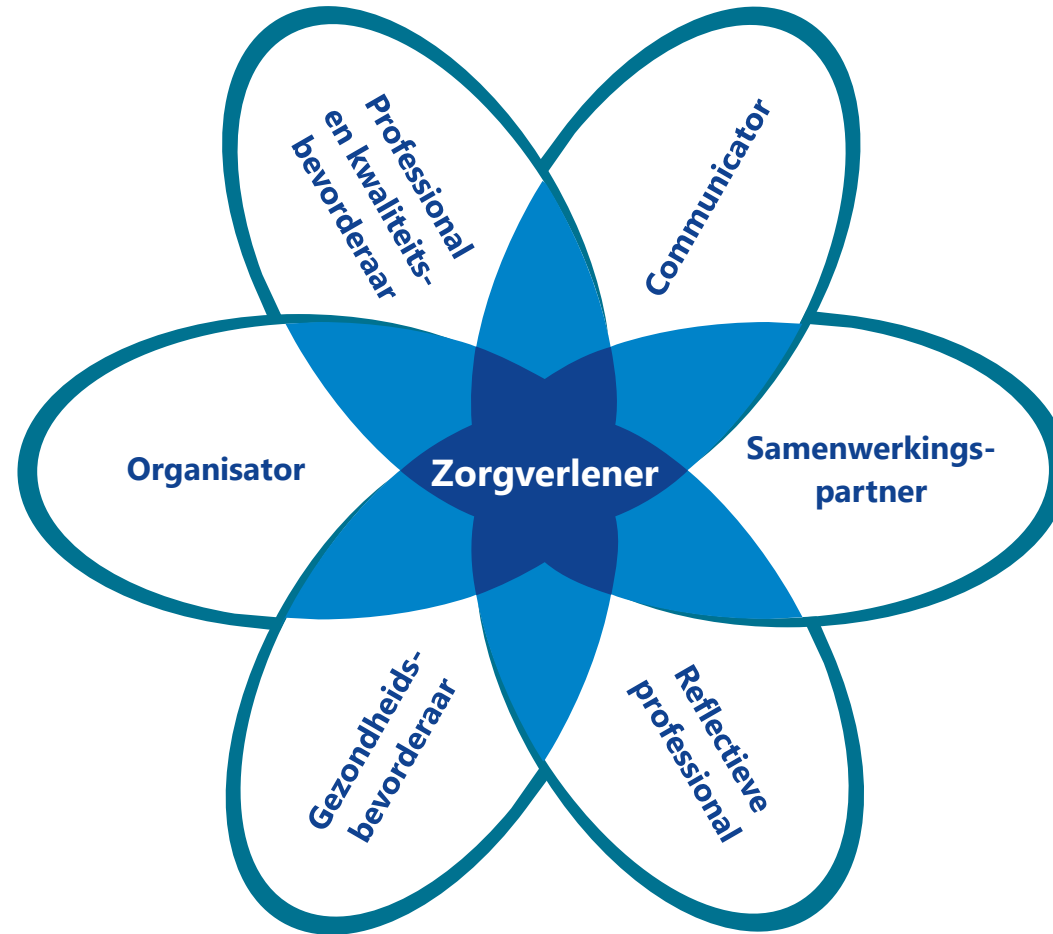 Professional
en kwaliteits-
bevorderaar
Communicator
Organisator
Zorgverlener
Samenwerkings-
partner
Gezondheids-
bevorderaar
Reflectieve
professional